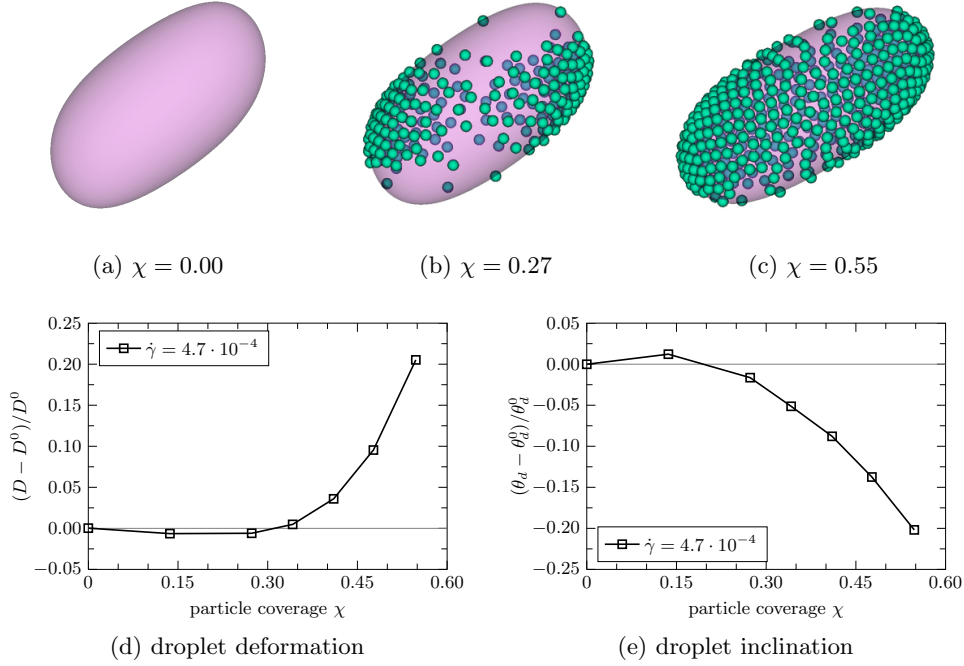 (a) χ = 0.00
(b) χ = 0.27
(c) χ = 0.55
0.25
0.20
0.15
0.10
0.05
0.00
−0.05
(D − D⁰)/D⁰
γ̇ = 4.7 · 10⁻⁴
0
0.15
0.30
0.45
0.60
particle coverage χ
(d) droplet deformation
0.05
0.00
−0.05
−0.10
−0.15
−0.20
−0.25
(θ_d − θ_d⁰)/θ_d⁰
γ̇ = 4.7 · 10⁻⁴
0
0.15
0.30
0.45
0.60
particle coverage χ
(e) droplet inclination